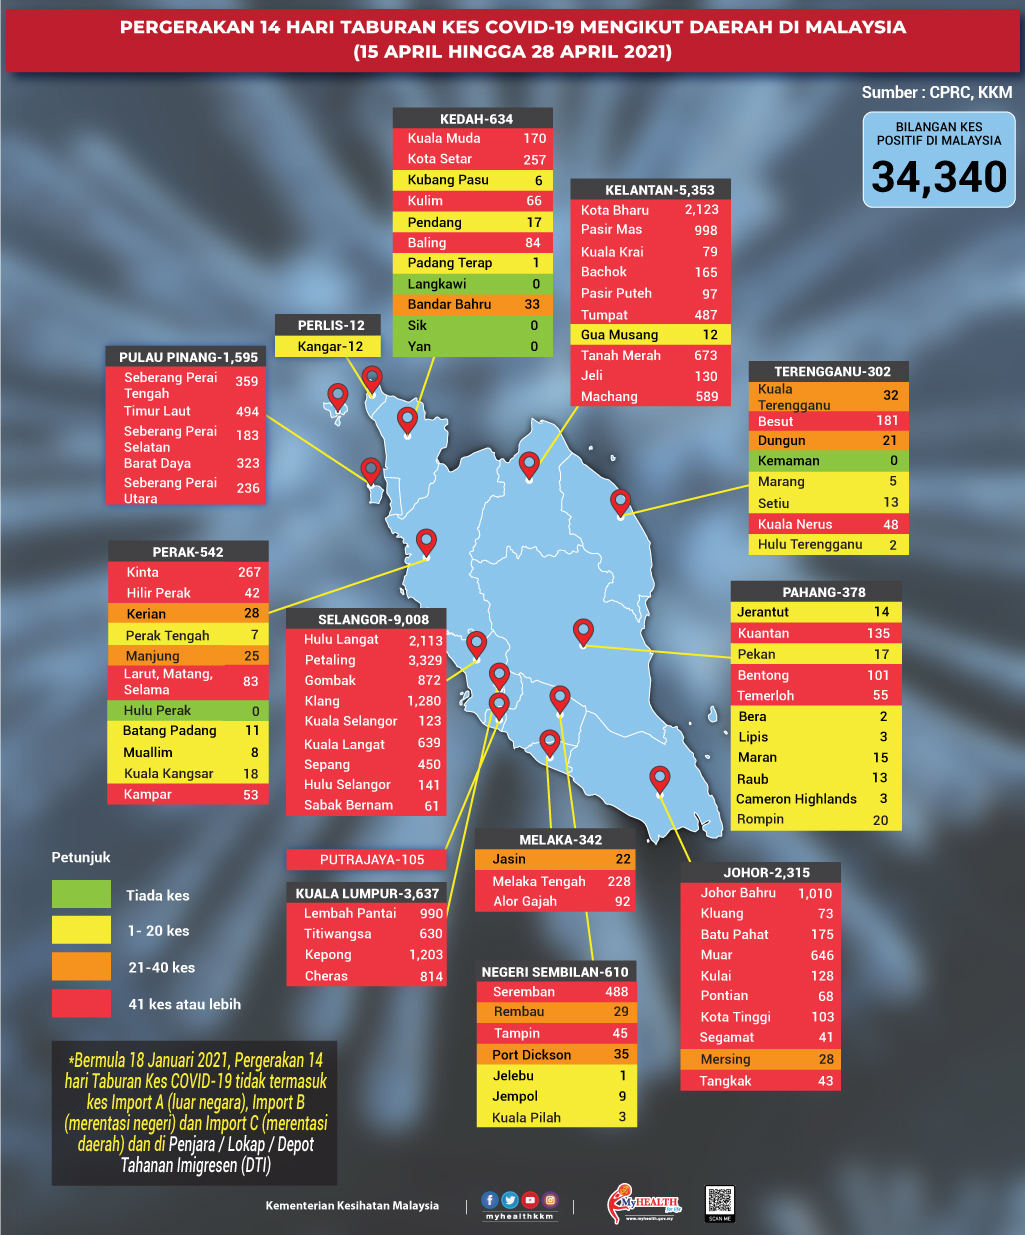 PERGERAKAN 14 HARI TABURAN KES COVID-19 MENGIKUT DAERAH DI MALAYSIA
(15 APRIL HINGGA 28 APRIL 2021)
Sumber : CPRC, KKM
BILANGAN KES
POSITIF DI MALAYSIA
34,340
KEDAH-634
Kuala Muda 170
Kota Setar 257
Kubang Pasu 6
Kulim 66
Pendang 17
Baling 84
Padang Terap 1
Langkawi 0
Bandar Bahru 33
Sik 0
Yan 0
KELANTAN-5,353
Kota Bharu 2,123
Pasir Mas 998
Kuala Krai 79
Bachok 165
Pasir Puteh 97
Tumpat 487
Gua Musang 12
Tanah Merah 673
Jeli 130
Machang 589
PERLIS-12
Kangar-12
PULAU PINANG-1,595
Seberang Perai
Tengah 359
Timur Laut 494
Seberang Perai
Selatan 183
Barat Daya 323
Seberang Perai
Utara 236
TERENGGANU-302
Kuala
Terengganu 32
Besut 181
Dungun 21
Kemaman 0
Marang 5
Setiu 13
Kuala Nerus 48
Hulu Terengganu 2
PERAK-542
Kinta 267
Hilir Perak 42
Kerian 28
Perak Tengah 7
Manjung 25
Larut, Matang,
Selama 83
Hulu Perak 0
Batang Padang 11
Muallim 8
Kuala Kangsar 18
Kampar 53
SELANGOR-9,008
Hulu Langat 2,113
Petaling 3,329
Gombak 872
Klang 1,280
Kuala Selangor 123
Kuala Langat 639
Sepang 450
Hulu Selangor 141
Sabak Bernam 61
PAHANG-378
Jerantut 14
Kuantan 135
Pekan 17
Bentong 101
Temerloh 55
Bera 2
Lipis 3
Maran 15
Raub 13
Cameron Highlands 3
Rompin 20
PUTRAJAYA-105
KUALA LUMPUR-3,637
Lembah Pantai 990
Titiwangsa 630
Kepong 1,203
Cheras 814
MELAKA-342
Jasin 22
Melaka Tengah 228
Alor Gajah 92
JOHOR-2,315
Johor Bahru 1,010
Kluang 73
Batu Pahat 175
Muar 646
Kulai 128
Pontian 68
Kota Tinggi 103
Segamat 41
Mersing 28
Tangkak 43
NEGERI SEMBILAN-610
Seremban 488
Rembau 29
Tampin 45
Port Dickson 35
Jelebu 1
Jempol 9
Kuala Pilah 3
Petunjuk
Tiada kes
1- 20 kes
21-40 kes
41 kes atau lebih
*Bermula 18 Januari 2021, Pergerakan 14
hari Taburan Kes COVID-19 tidak termasuk
kes Import A (luar negara), Import B
(merentasi negeri) dan Import C (merentasi
daerah) dan di Penjara / Lokap / Depot
Tahanan Imigresen (DTI)
Kementerian Kesihatan Malaysia
myhealthkkm
MyHEALTH
for life
www.myhealth.gov.my
SCAN ME